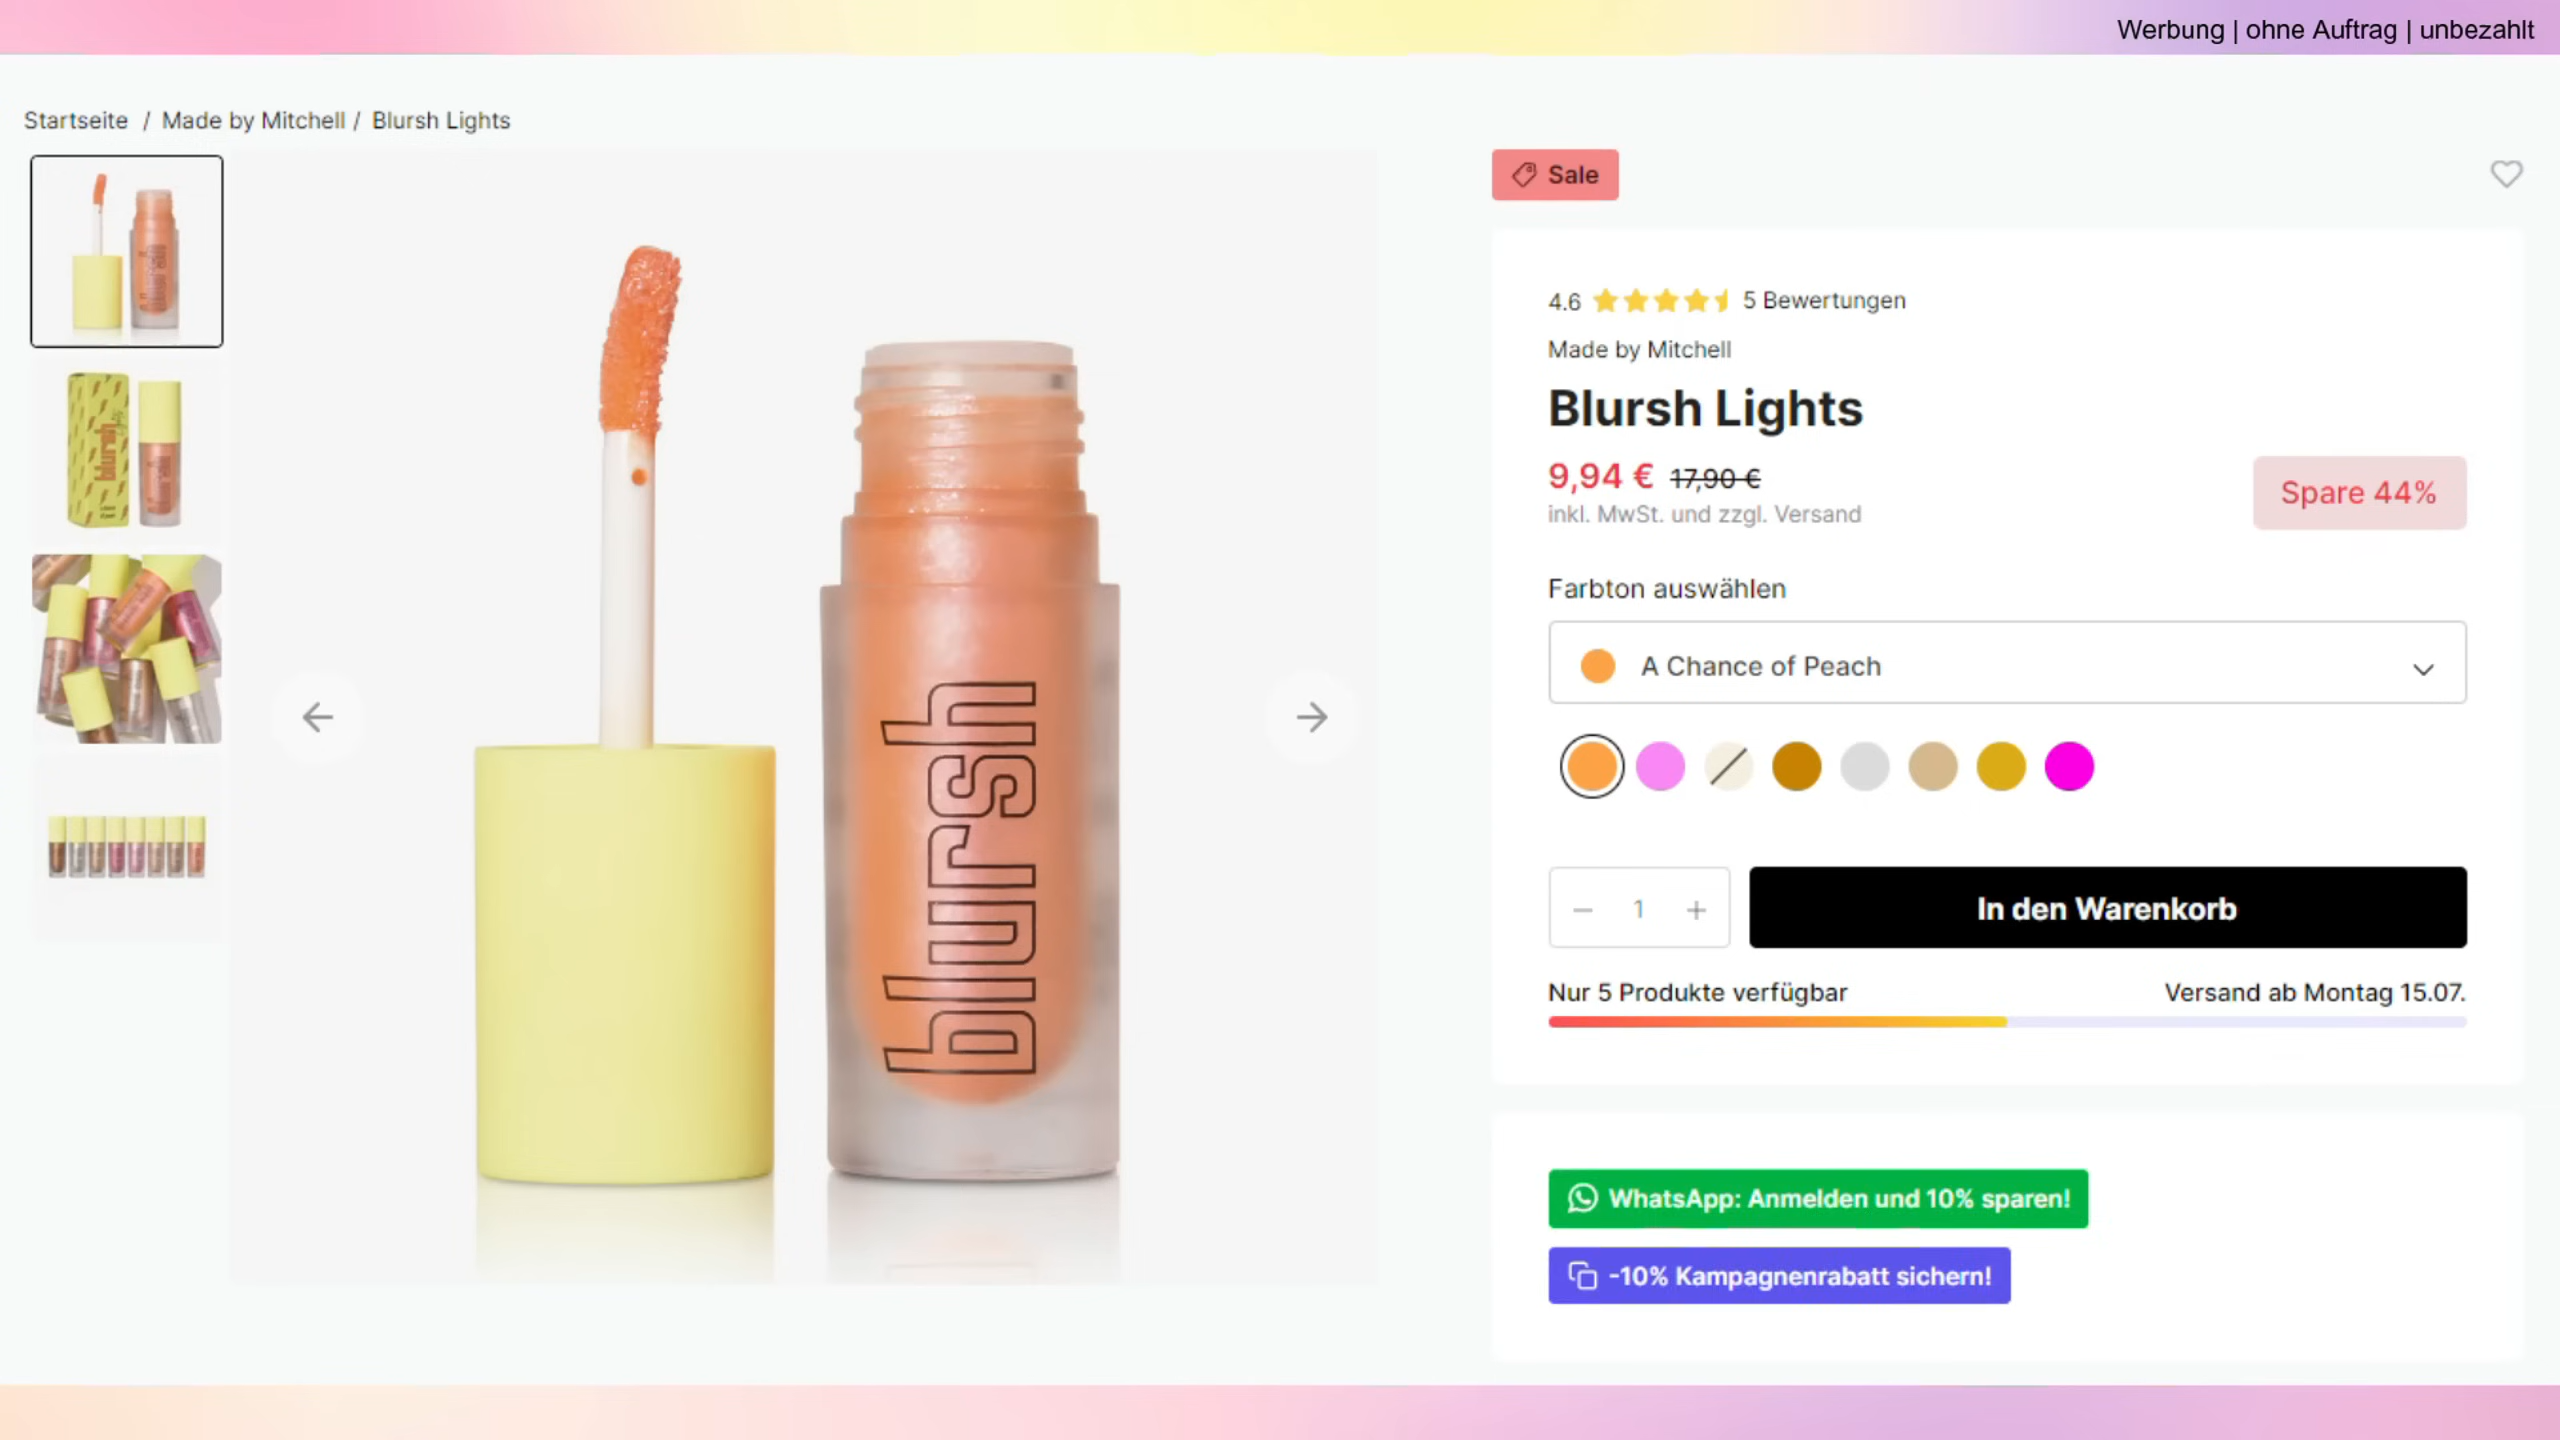 Werbung | ohne Auftrag | unbezahlt
Startseite / Made by Mitchell / Blursh Lights
Sale
4.6 5 Bewertungen
Made by Mitchell
Blursh Lights
9,94 € 17,90 €
Spare 44%
inkl. MwSt. und zzgl. Versand
Farbton auswählen
A Chance of Peach
1
In den Warenkorb
Nur 5 Produkte verfügbar
Versand ab Montag 15.07.
WhatsApp: Anmelden und 10% sparen!
-10% Kampagnenrabatt sichern!
blursh
blursh